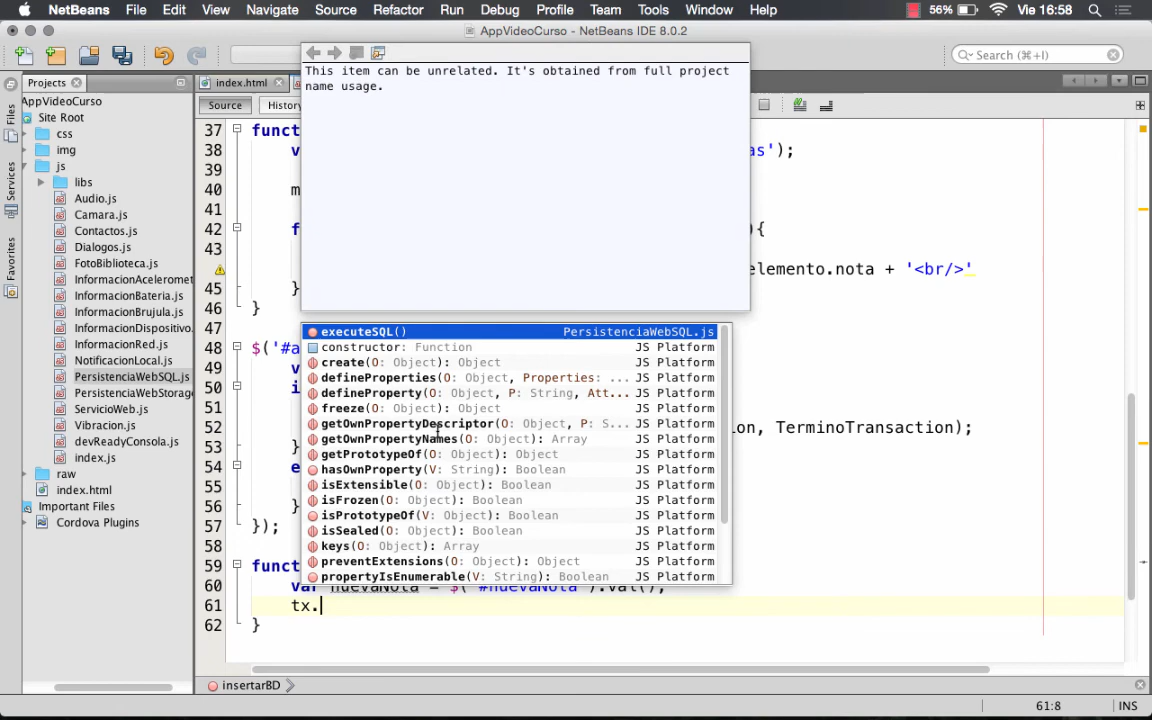 NetBeans File Edit View Navigate Source Refactor Run Debug Profile Team Tools Window Help 56% Vie 16:58
AppVideoCurso - NetBeans IDE 8.0.2
Search (⌘+I)
Projects
index.html
Source
History
Files
Services
Favorites
AppVideoCurso
Site Root
css
img
js
libs
Audio.js
Camara.js
Contactos.js
Dialogos.js
FotoBiblioteca.js
InformacionAceleromet
InformacionBateria.js
InformacionBrujula.js
InformacionDispositivo.
InformacionRed.js
NotificacionLocal.js
PersistenciaWebSQL.js
PersistenciaWebStorage
ServicioWeb.js
Vibracion.js
devReadyConsola.js
index.js
raw
index.html
Important Files
Cordova Plugins
This item can be unrelated. It's obtained from full project
name usage.
37 funct
38 v as');
39
40 m
41
42 f ){
43
elemento.nota + '<br/>'
45 }
46 }
47
48 $('#a
49 v
50 i
51
52 ion, TerminoTransaction);
53 }
54 e
55
56 }
57 });
58
59 funct
60 var nuevaNota = $('#nuevaNota').val();
61 tx.
62 }
executeSQL() PersistenciaWebSQL.js
constructor: Function JS Platform
create(O: Object): Object JS Platform
defineProperties(O: Object, Properties: ... JS Platform
defineProperty(O: Object, P: String, Att... JS Platform
freeze(O: Object): Object JS Platform
getOwnPropertyDescriptor(O: Object, P: S... JS Platform
getOwnPropertyNames(O: Object): Array JS Platform
getPrototypeOf(O: Object): Object JS Platform
hasOwnProperty(V: String): Boolean JS Platform
isExtensible(O: Object): Boolean JS Platform
isFrozen(O: Object): Boolean JS Platform
isPrototypeOf(V: Object): Boolean JS Platform
isSealed(O: Object): Boolean JS Platform
keys(O: Object): Array JS Platform
preventExtensions(O: Object): Object JS Platform
propertyIsEnumerable(V: String): Boolean JS Platform
insertarBD
61:8 INS